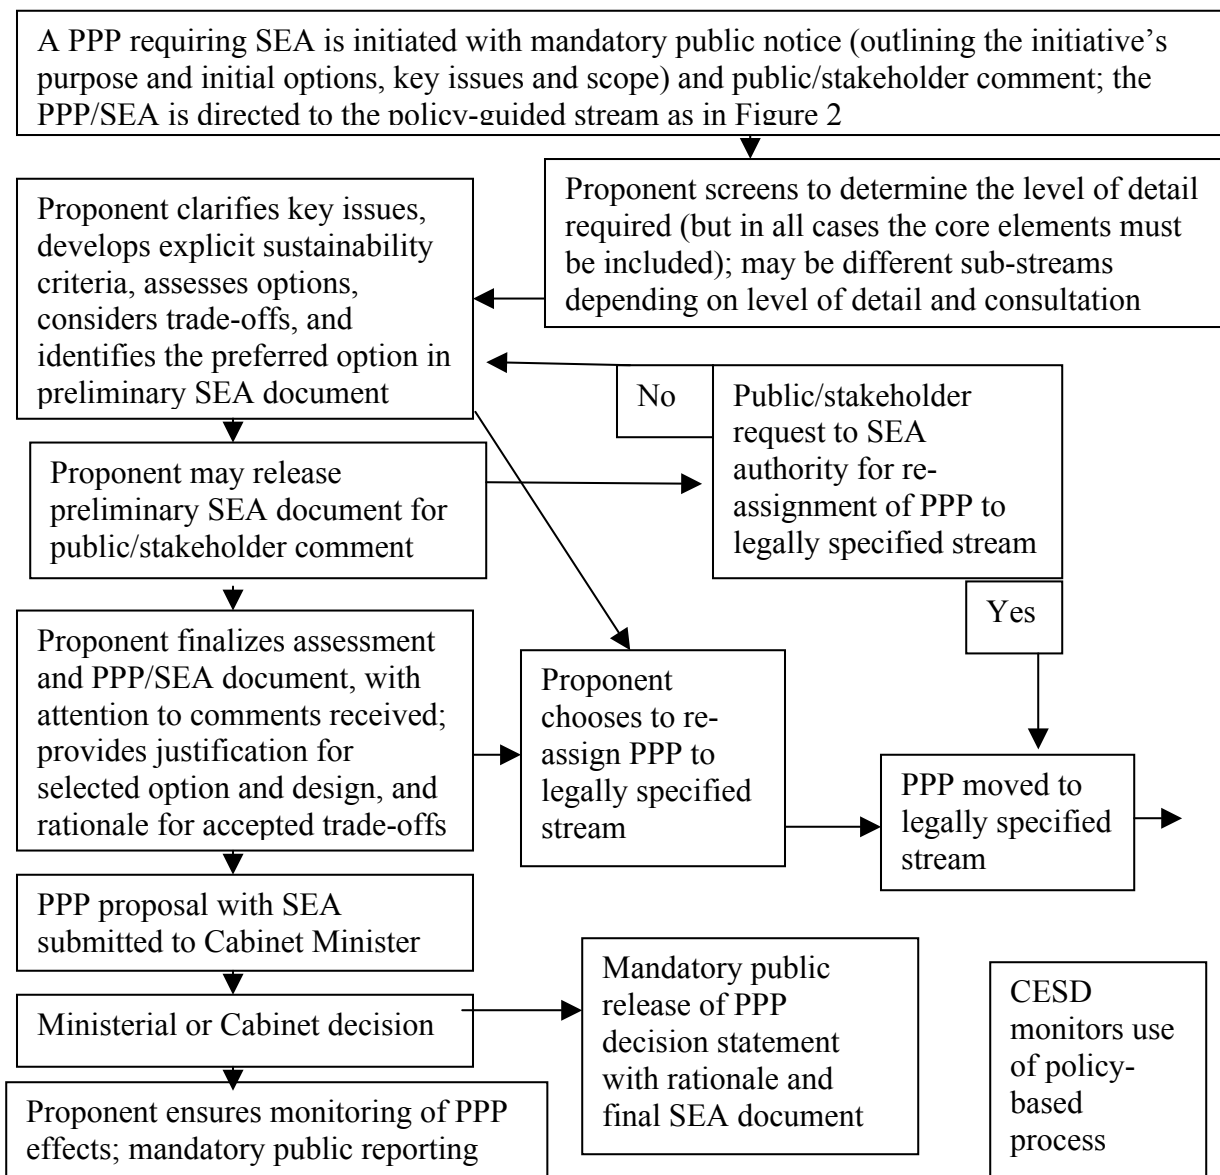 A PPP requiring SEA is initiated with mandatory public notice (outlining the initiative’s
purpose and initial options, key issues and scope) and public/stakeholder comment; the
PPP/SEA is directed to the policy-guided stream as in Figure 2
Proponent screens to determine the level of detail
required (but in all cases the core elements must
be included); may be different sub-streams
depending on level of detail and consultation
Proponent clarifies key issues,
develops explicit sustainability
criteria, assesses options,
considers trade-offs, and
identifies the preferred option in
preliminary SEA document
No
Public/stakeholder
request to SEA
authority for re-
assignment of PPP to
legally specified stream
Proponent may release
preliminary SEA document for
public/stakeholder comment
Yes
Proponent finalizes assessment
and PPP/SEA document, with
attention to comments received;
provides justification for
selected option and design, and
rationale for accepted trade-offs
Proponent
chooses to re-
assign PPP to
legally specified
stream
PPP moved to
legally specified
stream
PPP proposal with SEA
submitted to Cabinet Minister
Ministerial or Cabinet decision
Mandatory public
release of PPP
decision statement
with rationale and
final SEA document
CESD
monitors use
of policy-
based
process
Proponent ensures monitoring of PPP
effects; mandatory public reporting